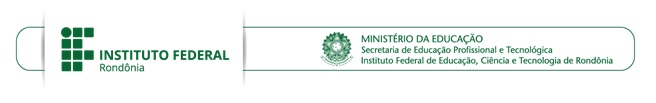 INSTITUTO FEDERAL
Rondônia
MINISTÉRIO DA EDUCAÇÃO
Secretaria de Educação Profissional e Tecnológica
Instituto Federal de Educação, Ciência e Tecnologia de Rondônia